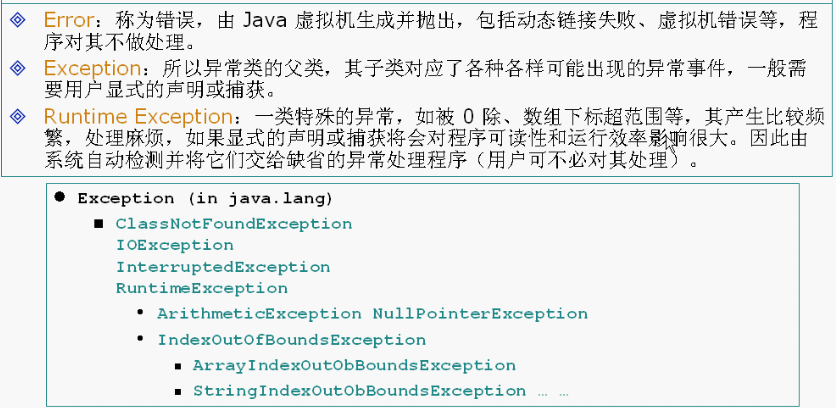 Error：称为错误，由 Java 虚拟机生成并抛出，包括动态链接失败、虚拟机错误等，程
序对其不做处理。
Exception：所以异常类的父类，其子类对应了各种各样可能出现的异常事件，一般需
要用户显式的声明或捕获。
Runtime Exception：一类特殊的异常，如被 0 除、数组下标超范围等，其产生比较频
繁，处理麻烦，如果显式的声明或捕获将会对程序可读性和运行效率影响很大。因此由
系统自动检测并将它们交给缺省的异常处理程序（用户可不必对其处理）。
Exception (in java.lang)
ClassNotFoundException
IOException
InterruptedException
RuntimeException
ArithmeticException NullPointerException
IndexOutOfBoundsException
ArrayIndexOutObBoundsException
StringIndexOutObBoundsException … …